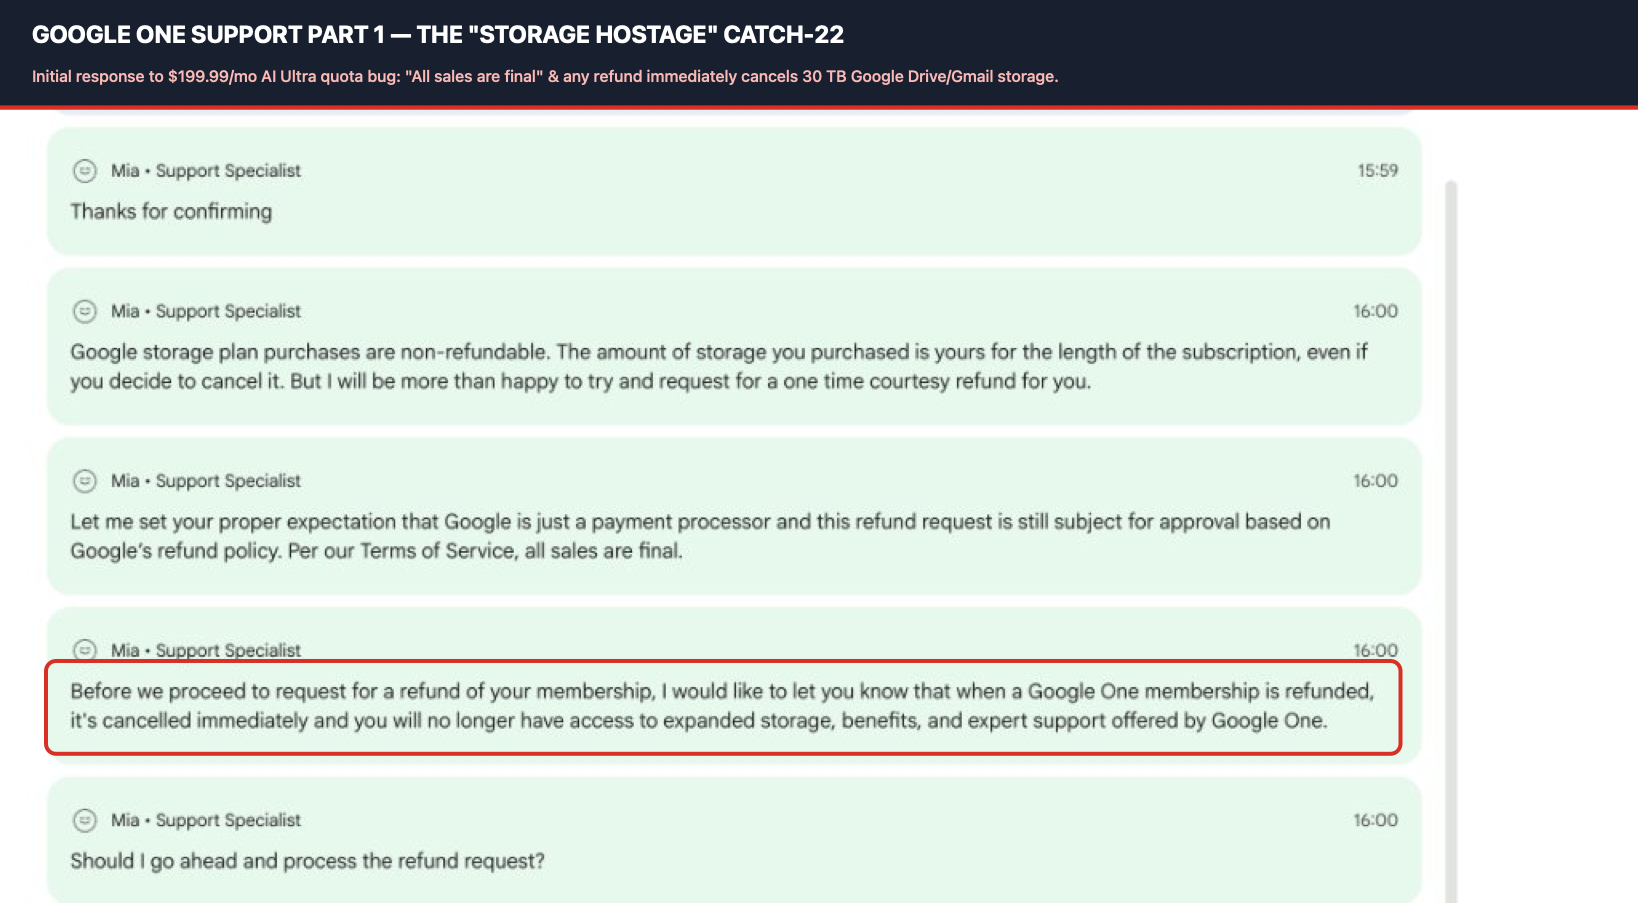 GOOGLE ONE SUPPORT PART 1 — THE "STORAGE HOSTAGE" CATCH-22
Initial response to $199.99/mo AI Ultra quota bug: "All sales are final" & any refund immediately cancels 30 TB Google Drive/Gmail storage.
Mia • Support Specialist 15:59
Thanks for confirming
Mia • Support Specialist 16:00
Google storage plan purchases are non-refundable. The amount of storage you purchased is yours for the length of the subscription, even if
you decide to cancel it. But I will be more than happy to try and request for a one time courtesy refund for you.
Mia • Support Specialist 16:00
Let me set your proper expectation that Google is just a payment processor and this refund request is still subject for approval based on
Google's refund policy. Per our Terms of Service, all sales are final.
Mia • Support Specialist 16:00
Before we proceed to request for a refund of your membership, I would like to let you know that when a Google One membership is refunded,
it's cancelled immediately and you will no longer have access to expanded storage, benefits, and expert support offered by Google One.
Mia • Support Specialist 16:00
Should I go ahead and process the refund request?